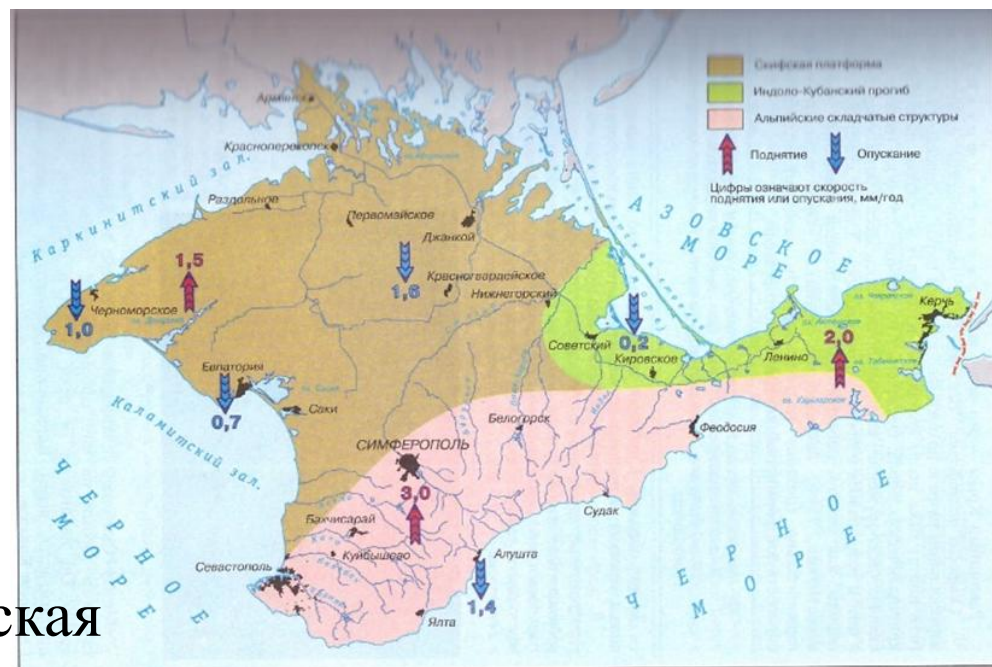 Скифская платформа
Индоло-Кубанский прогиб
Альпийские складчатые структуры
Поднятие
Опускание
Цифры означают скорость
поднятия или опускания, мм/год
Армянск
Красноперекопск
Каркинитский зал.
Раздольное
Первомайское
Джанкой
АЗОВСКОЕ
МОРЕ
1,5
1,6
Красногвардейское
Нижнегорский
Черноморское
1,0
Керчь
Советский
0,2
Кировское
Ленино
2,0
Евпатория
0,7
Саки
Каламитский зал.
Белогорск
Феодосия
СИМФЕРОПОЛЬ
3,0
Судак
Бахчисарай
Куйбышево
Севастополь
Алушта
1,4
Ялта
ЧЕРНОЕ
МОРЕ
ЧЕРНОЕ
МОРЕ
ская